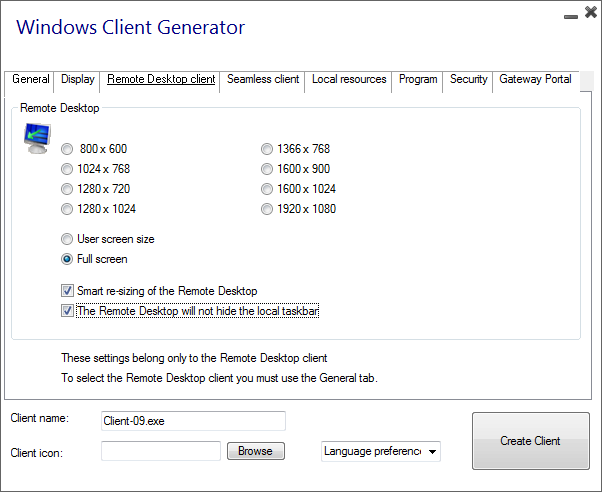 Windows Client Generator
General Display Remote Desktop client Seamless client Local resources Program Security Gateway Portal
Remote Desktop
800 x 600 1366 x 768
1024 x 768 1600 x 900
1280 x 720 1600 x 1024
1280 x 1024 1920 x 1080
User screen size
Full screen
Smart re-sizing of the Remote Desktop
The Remote Desktop will not hide the local taskbar
These settings belong only to the Remote Desktop client
To select the Remote Desktop client you must use the General tab.
Client name: Client-09.exe
Create Client
Client icon: Browse Language preference